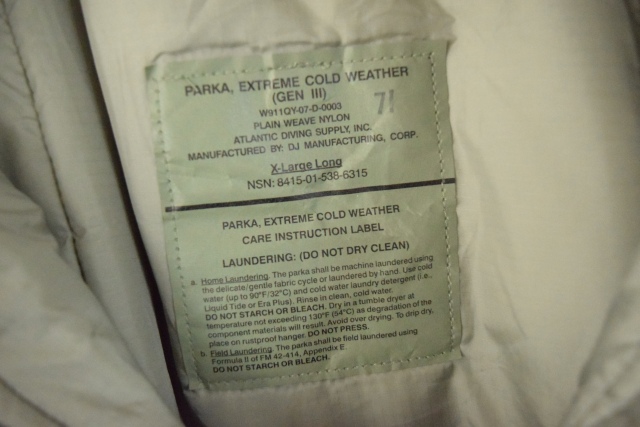 PARKA, EXTREME COLD WEATHER
(GEN III)
71
W911QY-07-D-0003
PLAIN WEAVE NYLON
ATLANTIC DIVING SUPPLY, INC.
MANUFACTURED BY: DJ MANUFACTURING, CORP.
X-Large Long
NSN: 8415-01-538-6315
PARKA, EXTREME COLD WEATHER
CARE INSTRUCTION LABEL
LAUNDERING: (DO NOT DRY CLEAN)
a. Home Laundering. The parka shall be machine laundered using
the delicate/gentle fabric cycle or laundered by hand. Use cold
water (up to 90°F/32°C) and cold water laundry detergent (i.e.,
Liquid Tide or Era Plus). Rinse in clean, cold water.
DO NOT STARCH OR BLEACH. Dry in a tumble dryer at
temperature not exceeding 130°F (54°C) as degradation of the
component materials will result. Avoid over drying. To drip dry,
place on rustproof hanger. DO NOT PRESS.
b. Field Laundering. The parka shall be field laundered using
Formula II of FM 42-414, Appendix E.
DO NOT STARCH OR BLEACH.